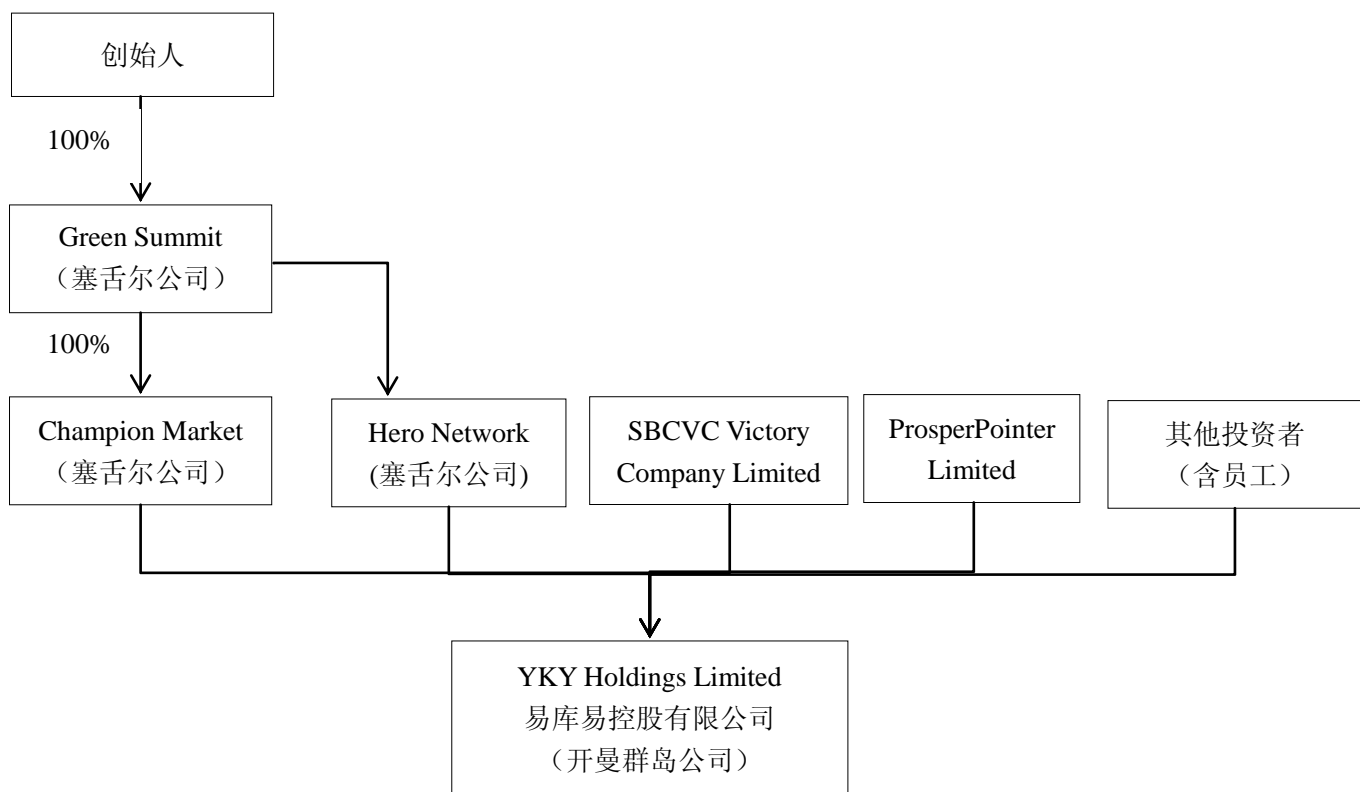 创始人
100%
Green Summit
（塞舌尔公司）
100%
Champion Market
（塞舌尔公司）
Hero Network
(塞舌尔公司)
SBCVC Victory
Company Limited
ProsperPointer
Limited
其他投资者
（含员工）
YKY Holdings Limited
易库易控股有限公司
（开曼群岛公司）